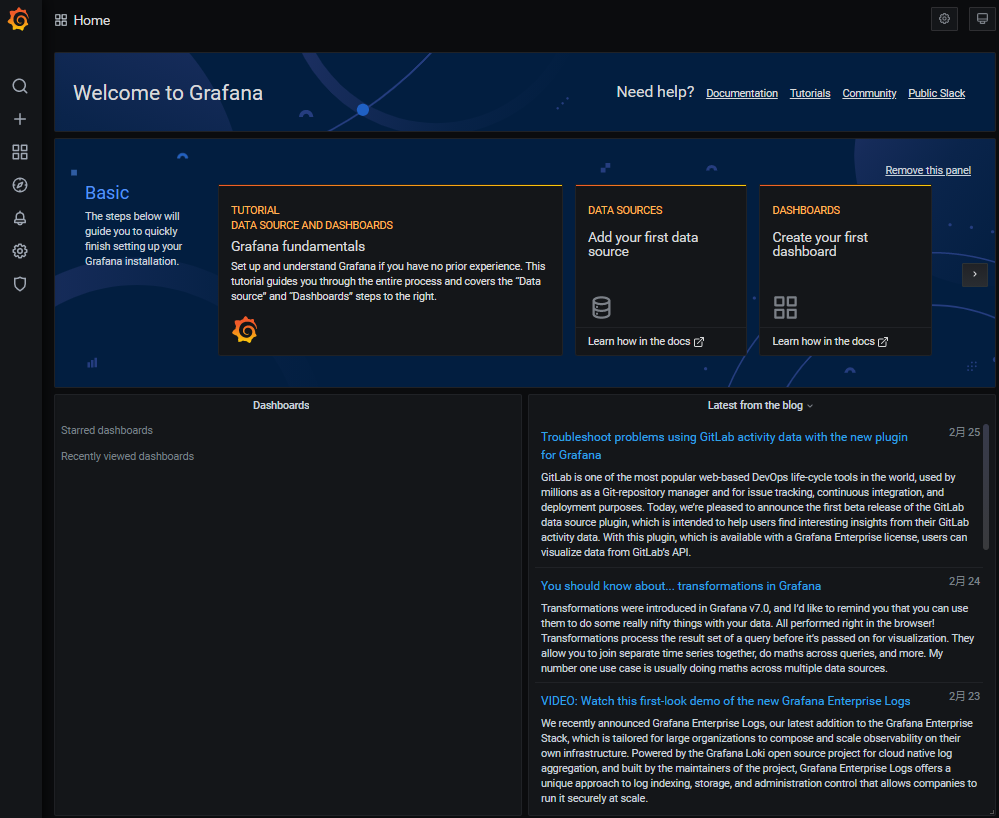 Home
Welcome to Grafana
Need help?
Documentation
Tutorials
Community
Public Slack
Remove this panel
Basic
The steps below will
guide you to quickly
finish setting up your
Grafana installation.
TUTORIAL
DATA SOURCE AND DASHBOARDS
Grafana fundamentals
Set up and understand Grafana if you have no prior experience. This
tutorial guides you through the entire process and covers the “Data
source” and “Dashboards” steps to the right.
DATA SOURCES
Add your first data
source
Learn how in the docs
DASHBOARDS
Create your first
dashboard
Learn how in the docs
Dashboards
Starred dashboards
Recently viewed dashboards
Latest from the blog
Troubleshoot problems using GitLab activity data with the new plugin
for Grafana
2月 25
GitLab is one of the most popular web-based DevOps life-cycle tools in the world, used by
millions as a Git-repository manager and for issue tracking, continuous integration, and
deployment purposes. Today, we’re pleased to announce the first beta release of the GitLab
data source plugin, which is intended to help users find interesting insights from their GitLab
activity data. With this plugin, which is available with a Grafana Enterprise license, users can
visualize data from GitLab’s API.
You should know about... transformations in Grafana
2月 24
Transformations were introduced in Grafana v7.0, and I’d like to remind you that you can use
them to do some really nifty things with your data. All performed right in the browser!
Transformations process the result set of a query before it’s passed on for visualization. They
allow you to join separate time series together, do maths across queries, and more. My
number one use case is usually doing maths across multiple data sources.
VIDEO: Watch this first-look demo of the new Grafana Enterprise Logs
2月 23
We recently announced Grafana Enterprise Logs, our latest addition to the Grafana Enterprise
Stack, which is tailored for large organizations to compose and scale observability on their
own infrastructure. Powered by the Grafana Loki open source project for cloud native log
aggregation, and built by the maintainers of the project, Grafana Enterprise Logs offers a
unique approach to log indexing, storage, and administration control that allows companies to
run it securely at scale.